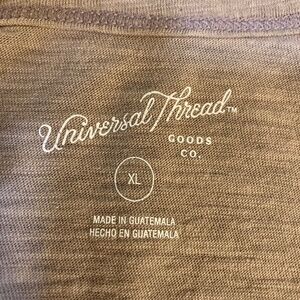 Universal Thread™
GOODS
CO.
XL
MADE IN GUATEMALA
HECHO EN GUATEMALA